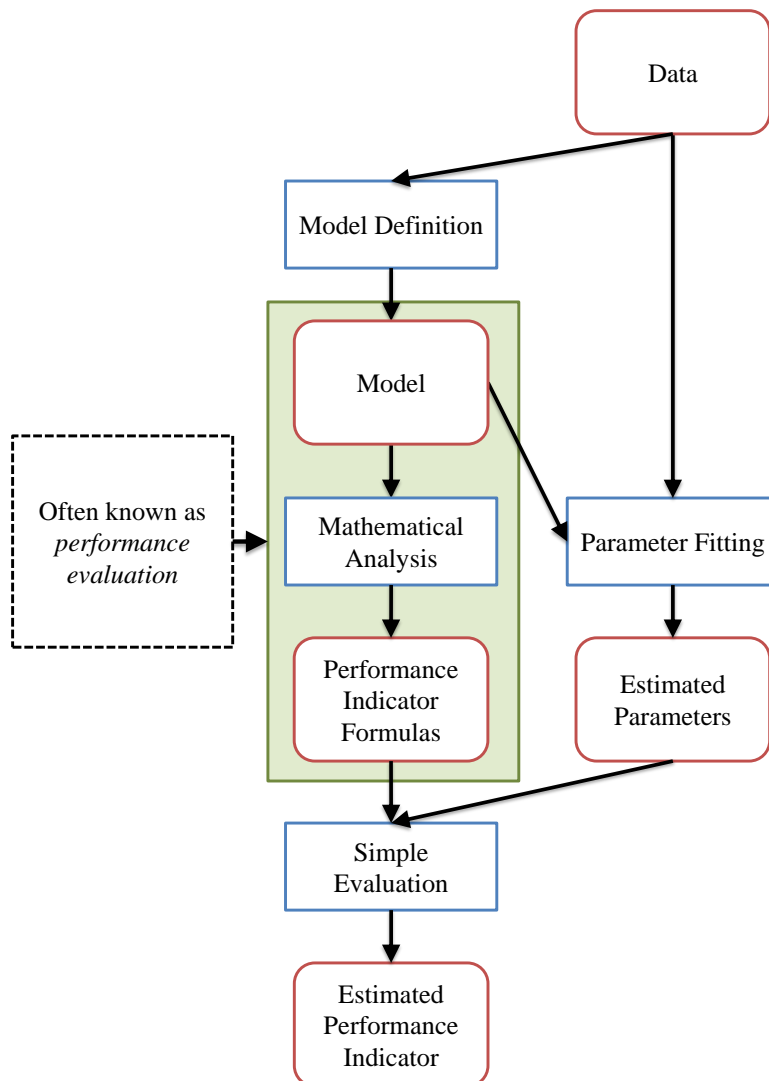 Data
Model Definition
Model
Often known as
performance
evaluation
Mathematical
Analysis
Parameter Fitting
Performance
Indicator
Formulas
Estimated
Parameters
Simple
Evaluation
Estimated
Performance
Indicator